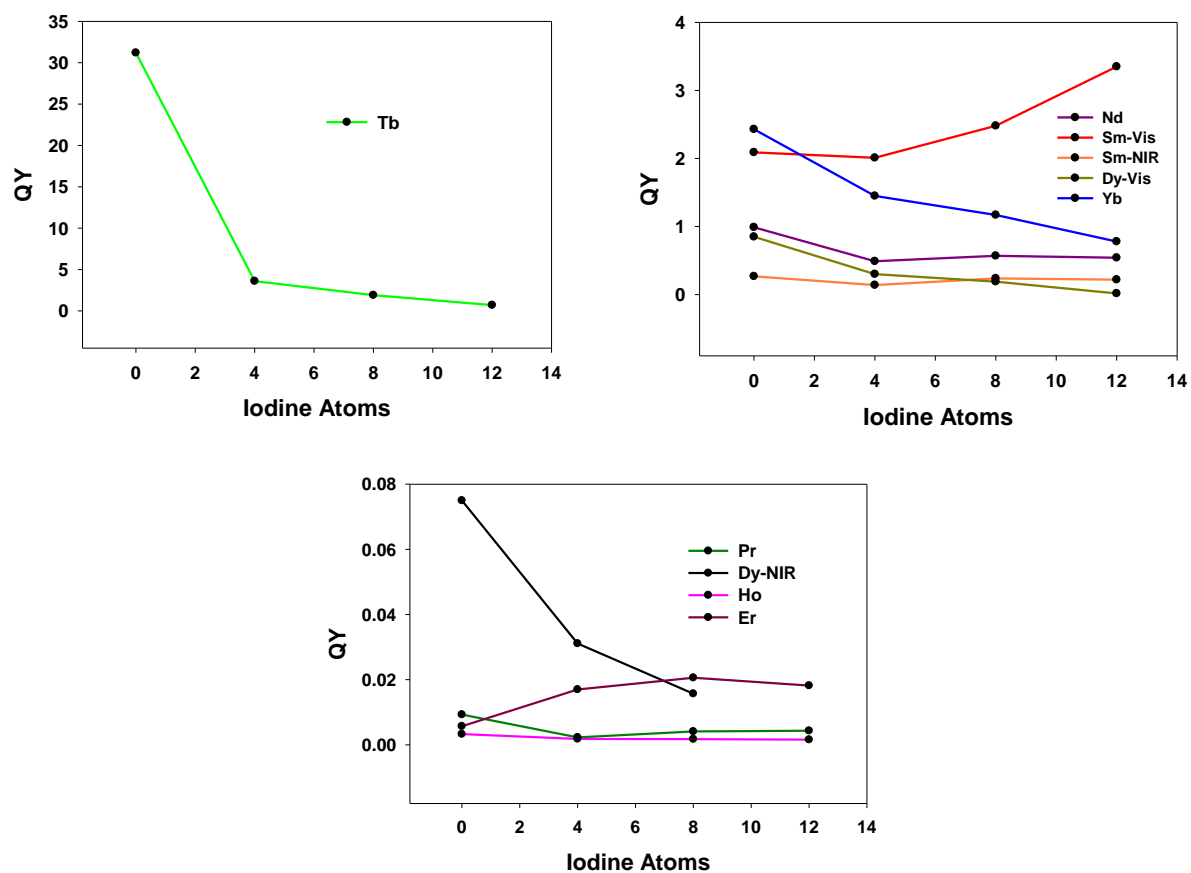 35
30
25
20
15
10
5
0
QY
Tb
0 2 4 6 8 10 12 14
Iodine Atoms
4
3
2
1
0
QY
Nd
Sm-Vis
Sm-NIR
Dy-Vis
Yb
0 2 4 6 8 10 12 14
Iodine Atoms
0.08
0.06
0.04
0.02
0.00
QY
Pr
Dy-NIR
Ho
Er
0 2 4 6 8 10 12 14
Iodine Atoms